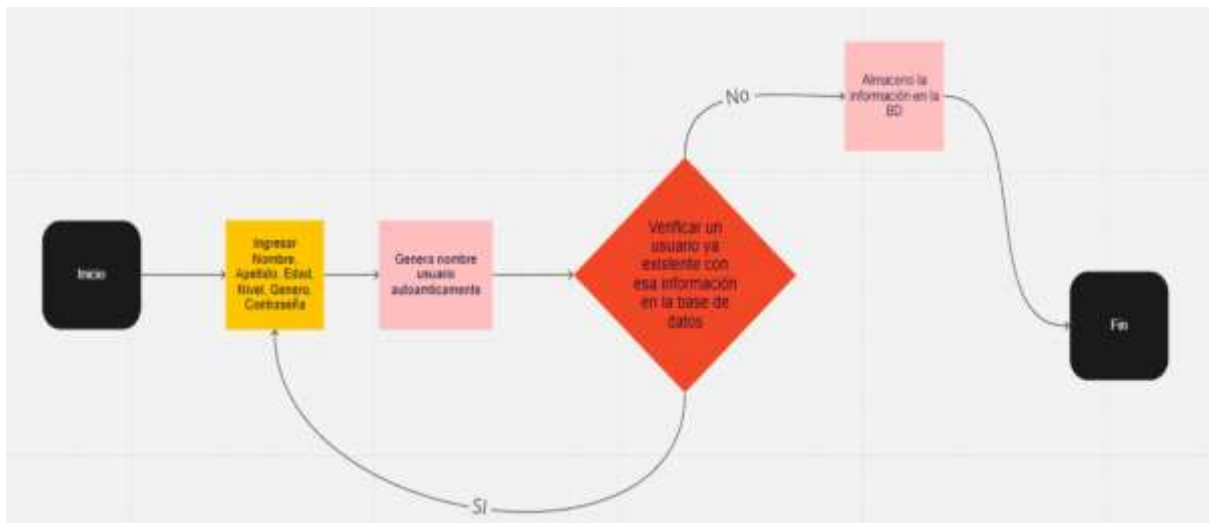 Inicio
Ingresar
Nombre,
Apellido, Edad,
Nivel, Genero,
Contraseña
Genera nombre
usuario
autoamticamente
Verificar un
usuario ya
existente con
esa información
en la base de
datos
No
Almaceno la
información en la
BD
SI
Fin